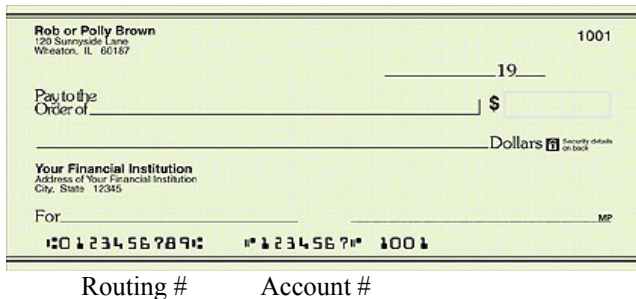 Rob or Polly Brown 1001
120 Sunnyside Lane
Wheaton, IL 60187
19
Pay to the
Order of $
Dollars Security details on back
Your Financial Institution
Address of Your Financial Institution
City, State 12345
For MP
⑆0123456789⑆ ⑈1234567⑈ 1001
Routing # Account #